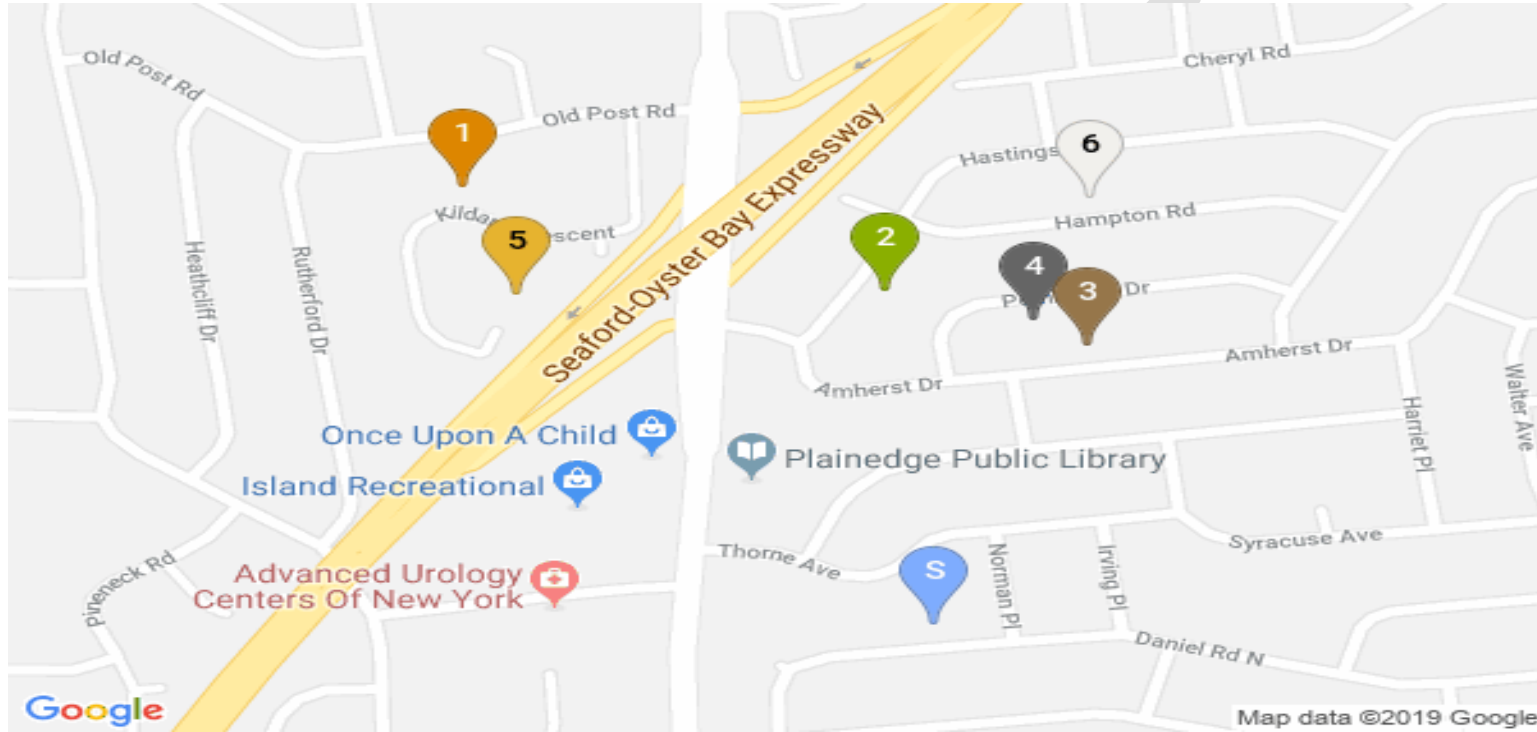 Old Post Rd
Cheryl Rd
Old Post Rd
1
Hastings
6
Seaford-Oyster Bay Expressway
Hampton Rd
5
scent
2
4
3
Dr
Heathcliff Dr
Rutherford Dr
Amherst Dr
Amherst Dr
Walter Ave
Harriet Pl
Once Upon A Child
Plainedge Public Library
Island Recreational
Thorne Ave
S
Norman Pl
Irving Pl
Syracuse Ave
Pineneck Rd
Advanced Urology
Centers Of New York
Daniel Rd N
Google
Map data ©2019 Google